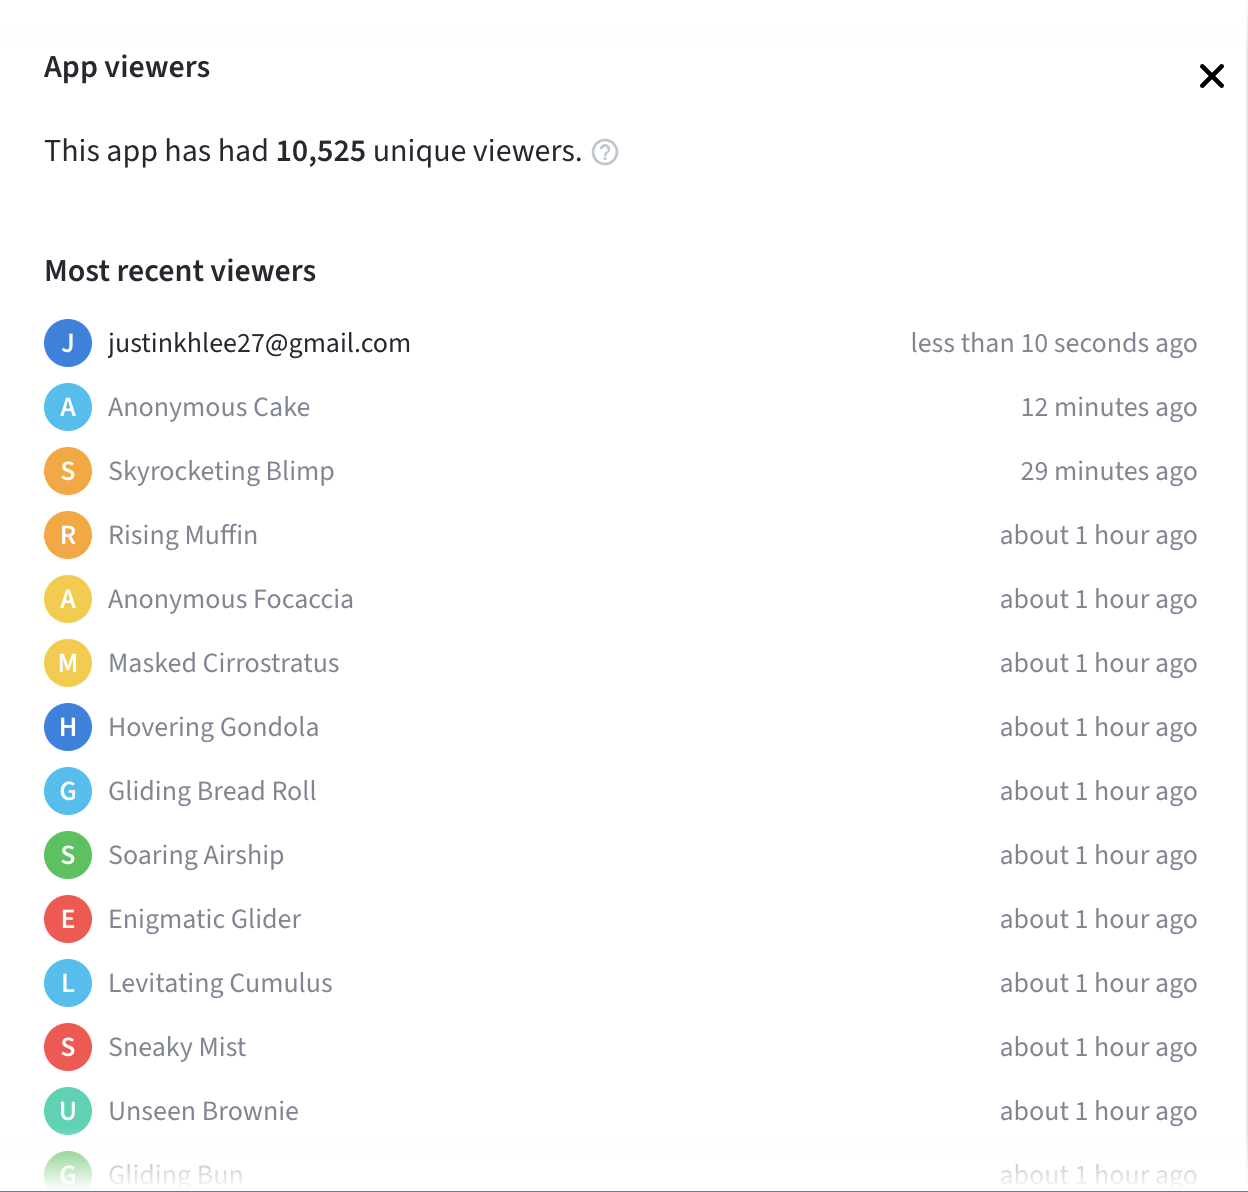 App viewers
This app has had 10,525 unique viewers. ?
Most recent viewers
J justinkhlee27@gmail.com less than 10 seconds ago
A Anonymous Cake 12 minutes ago
S Skyrocketing Blimp 29 minutes ago
R Rising Muffin about 1 hour ago
A Anonymous Focaccia about 1 hour ago
M Masked Cirrostratus about 1 hour ago
H Hovering Gondola about 1 hour ago
G Gliding Bread Roll about 1 hour ago
S Soaring Airship about 1 hour ago
E Enigmatic Glider about 1 hour ago
L Levitating Cumulus about 1 hour ago
S Sneaky Mist about 1 hour ago
U Unseen Brownie about 1 hour ago
G Gliding Bun about 1 hour ago